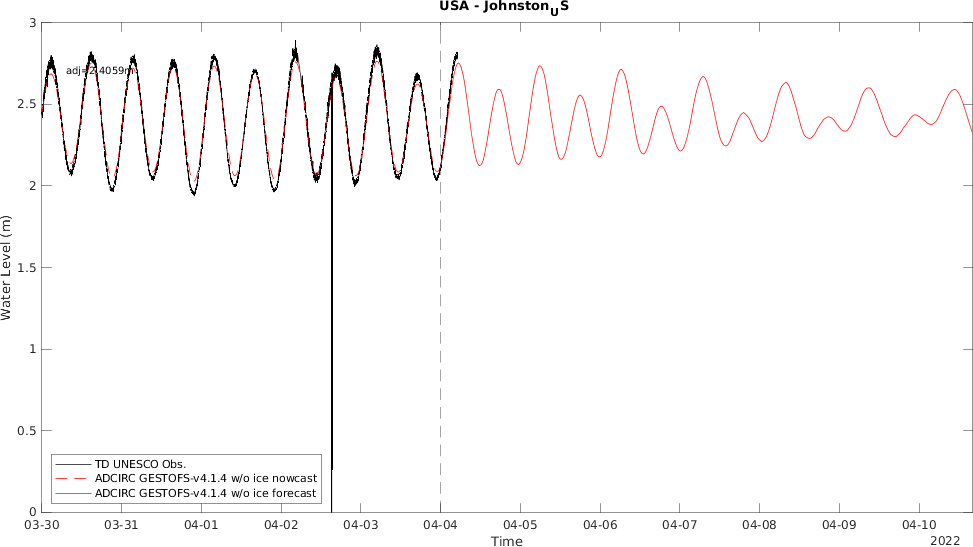 USA - Johnston_US
adj=2.4059m
Water Level (m)
3
2.5
2
1.5
1
0.5
0
TD UNESCO Obs.
ADCIRC GESTOFS-v4.1.4 w/o ice nowcast
ADCIRC GESTOFS-v4.1.4 w/o ice forecast
03-30 03-31 04-01 04-02 04-03 04-04 04-05 04-06 04-07 04-08 04-09 04-10
Time
2022